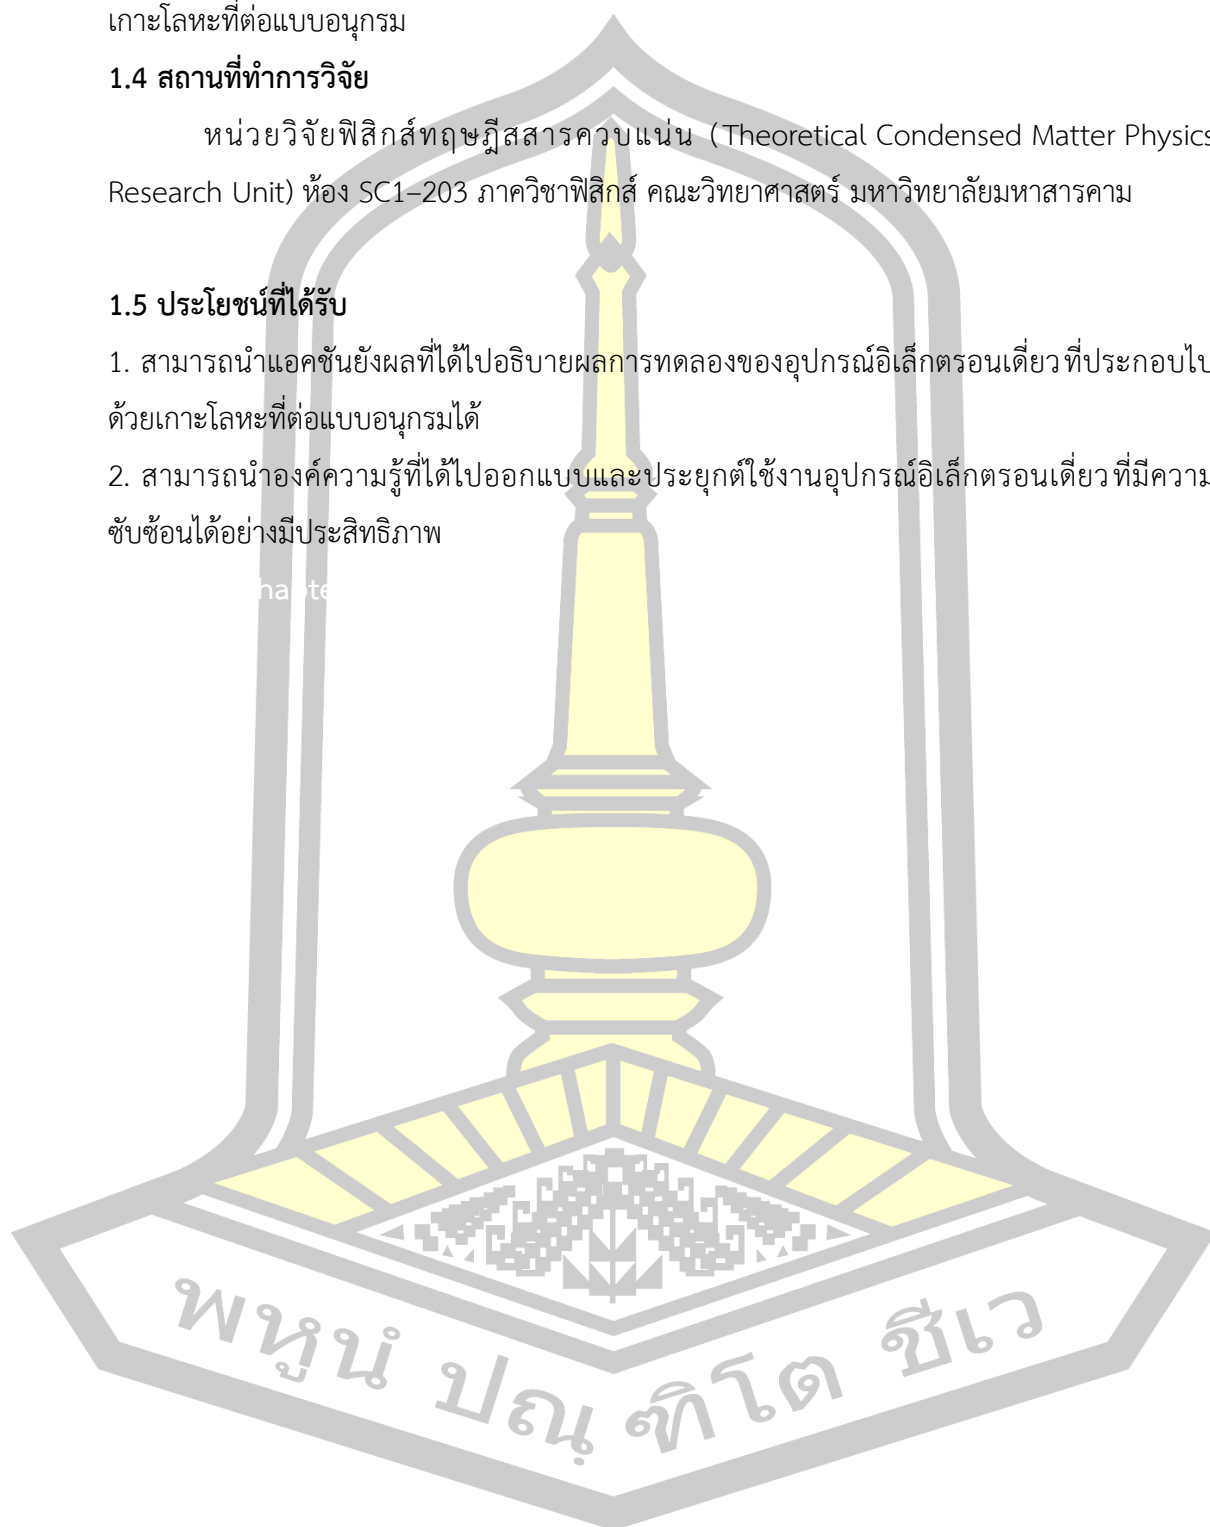 เกาะโลหะที่ต่อแบบอนุกรม
1.4 สถานที่ทำการวิจัย
หน่วยวิจัยฟิสิกส์ทฤษฎีสสารควบแน่น (Theoretical Condensed Matter Physics
Research Unit) ห้อง SC1–203 ภาควิชาฟิสิกส์ คณะวิทยาศาสตร์ มหาวิทยาลัยมหาสารคาม
1.5 ประโยชน์ที่ได้รับ
1. สามารถนำแอคชันยังผลที่ได้ไปอธิบายผลการทดลองของอุปกรณ์อิเล็กตรอนเดี่ยวที่ประกอบไป
ด้วยเกาะโลหะที่ต่อแบบอนุกรมได้
2. สามารถนำองค์ความรู้ที่ได้ไปออกแบบและประยุกต์ใช้งานอุปกรณ์อิเล็กตรอนเดี่ยวที่มีความ
ซับซ้อนได้อย่างมีประสิทธิภาพ
พหูนํ ปณฺฑิโต ชีเว